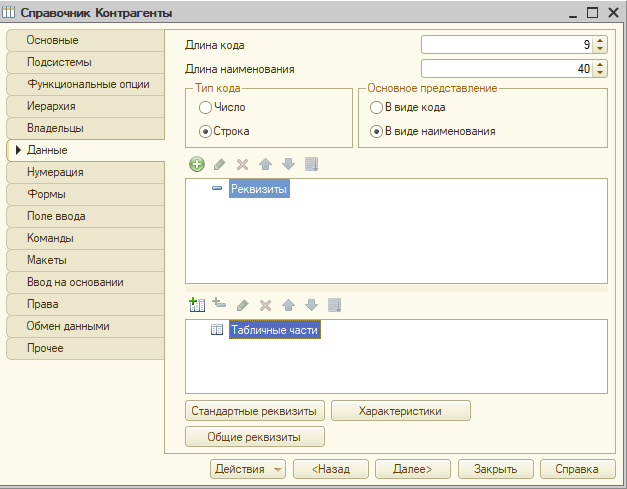 Справочник Контрагенты
Основные
Подсистемы
Функциональные опции
Иерархия
Владельцы
Данные
Нумерация
Формы
Поле ввода
Команды
Макеты
Ввод на основании
Права
Обмен данными
Прочее
Длина кода 9
Длина наименования 40
Тип кода
Число
Строка
Основное представление
В виде кода
В виде наименования
Реквизиты
Табличные части
Стандартные реквизиты Характеристики
Общие реквизиты
Действия <Назад Далее> Закрыть Справка